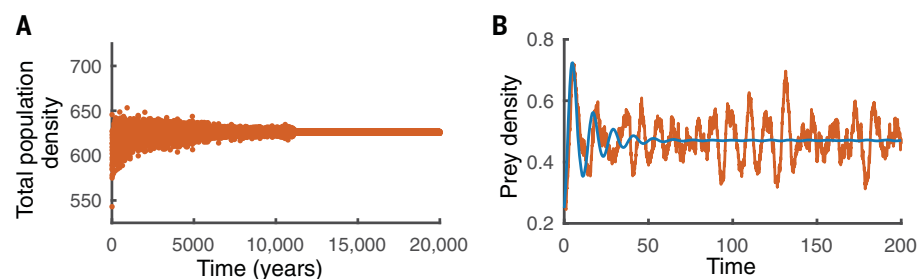 A
Total population
density
700
650
600
550
0
5000
10,000
15,000
20,000
Time (years)
B
Prey density
0.8
0.6
0.4
0.2
0
50
100
150
200
Time